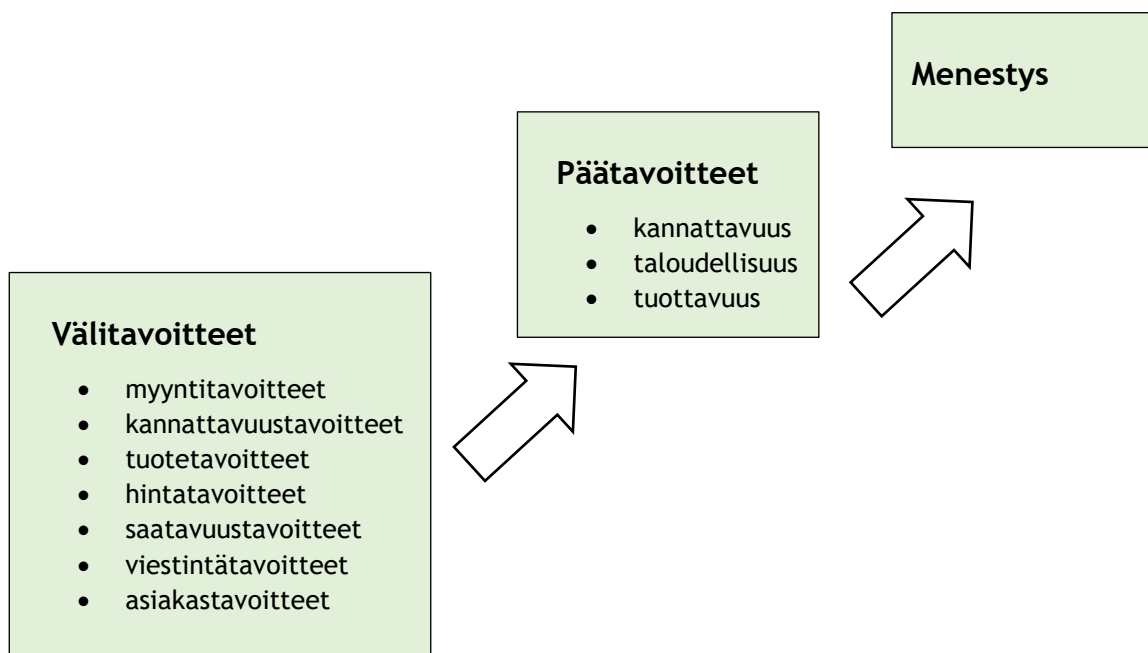 Menestys
Päätavoitteet
• kannattavuus
• taloudellisuus
• tuottavuus
Välitavoitteet
• myyntitavoitteet
• kannattavuustavoitteet
• tuotetavoitteet
• hintatavoitteet
• saatavuustavoitteet
• viestintätavoitteet
• asiakastavoitteet